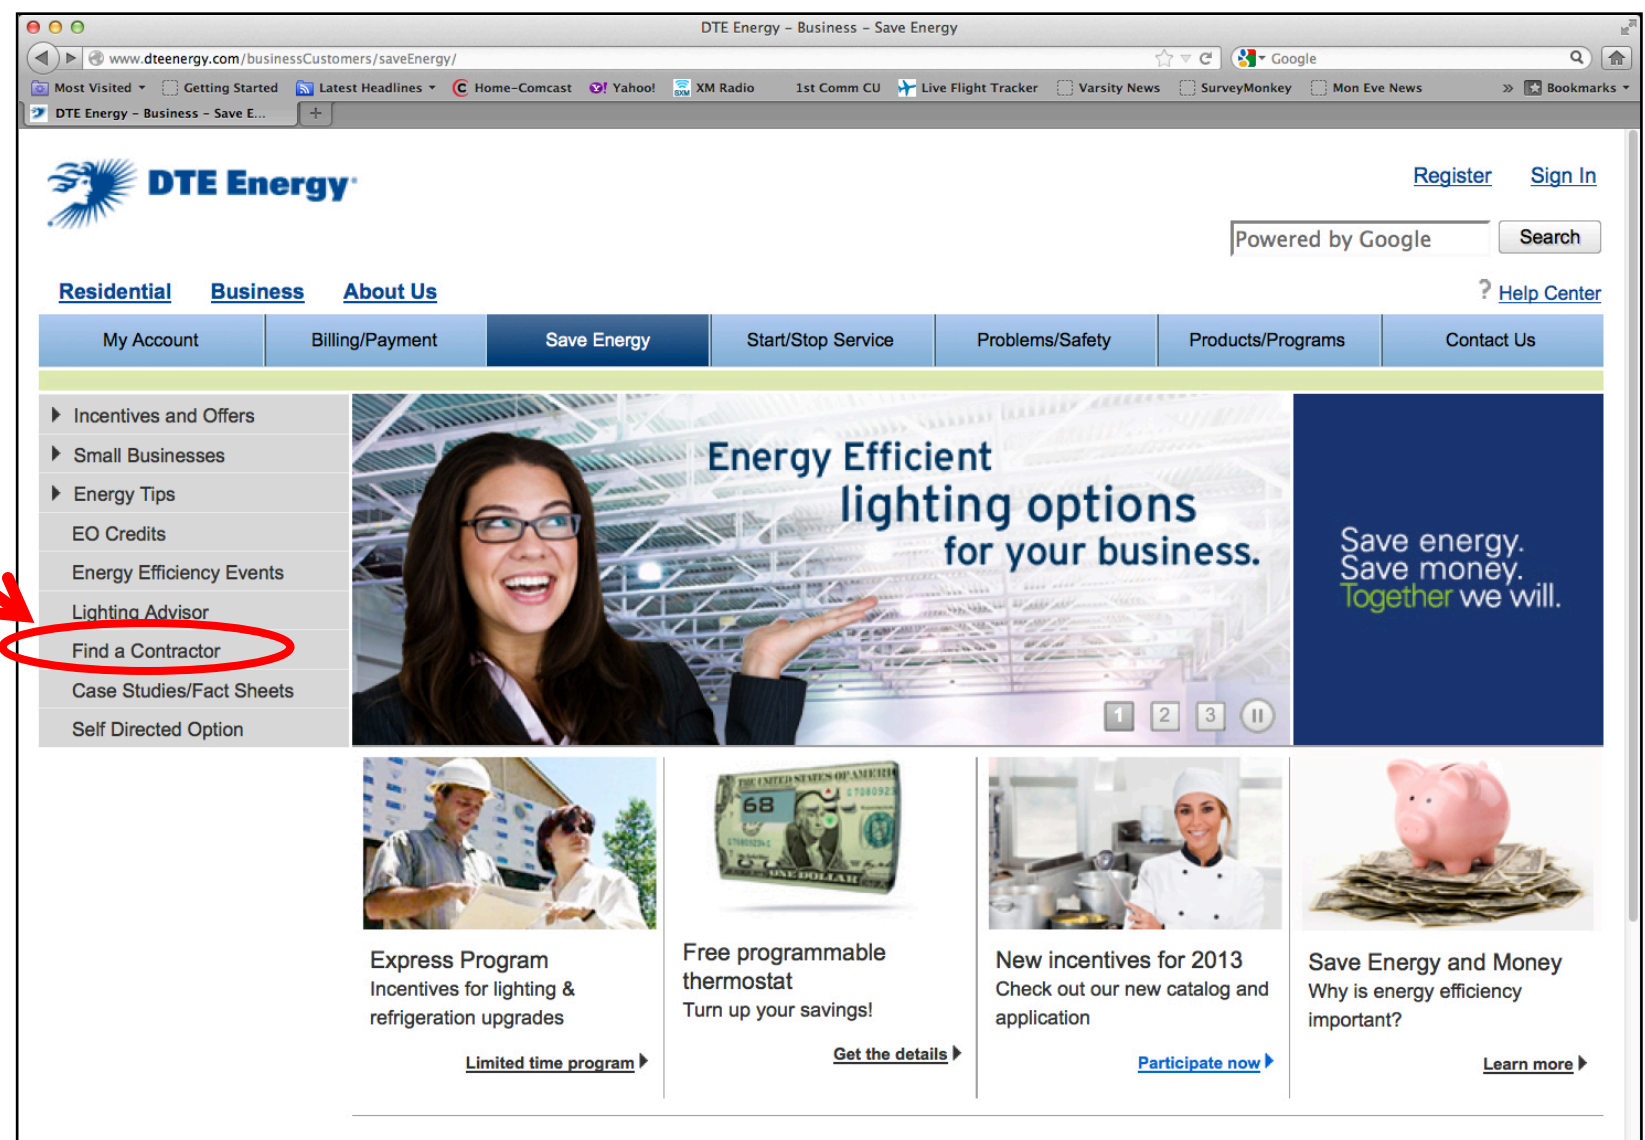 DTE Energy – Business – Save Energy
www.dteenergy.com/businessCustomers/saveEnergy/
Google
Most Visited Getting Started Latest Headlines Home-Comcast Yahoo! XM Radio 1st Comm CU Live Flight Tracker Varsity News SurveyMonkey Mon Eve News » Bookmarks
DTE Energy – Business – Save E... +
DTE Energy
Register Sign In
Powered by Google Search
Residential Business About Us
? Help Center
My Account Billing/Payment Save Energy Start/Stop Service Problems/Safety Products/Programs Contact Us
Incentives and Offers
Small Businesses
Energy Tips
EO Credits
Energy Efficiency Events
Lighting Advisor
Find a Contractor
Case Studies/Fact Sheets
Self Directed Option
Energy Efficient
lighting options
for your business.
1 2 3
Save energy.
Save money.
Together we will.
THE UNITED STATES OF AMERI
68
ONE DOLLAR
Express Program
Incentives for lighting &
refrigeration upgrades
Limited time program
Free programmable
thermostat
Turn up your savings!
Get the details
New incentives for 2013
Check out our new catalog and
application
Participate now
Save Energy and Money
Why is energy efficiency
important?
Learn more